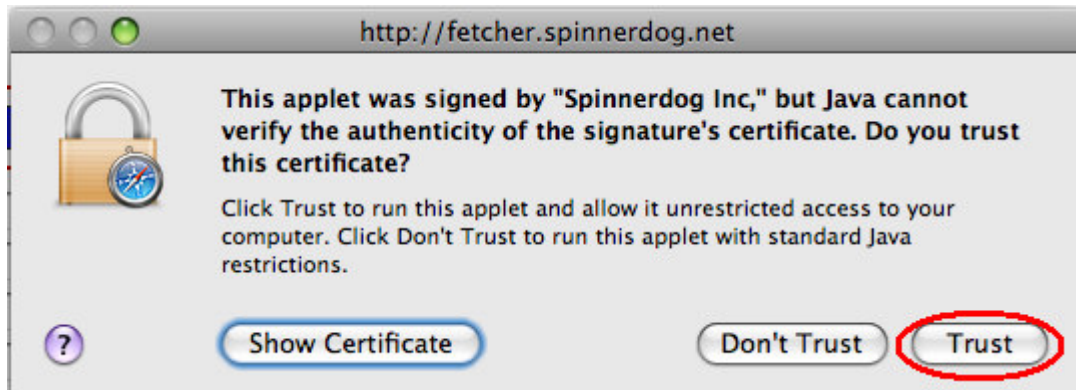 http://fetcher.spinnerdog.net
This applet was signed by "Spinnerdog Inc," but Java cannot
verify the authenticity of the signature's certificate. Do you trust
this certificate?
Click Trust to run this applet and allow it unrestricted access to your
computer. Click Don't Trust to run this applet with standard Java
restrictions.
?
Show Certificate
Don't Trust
Trust